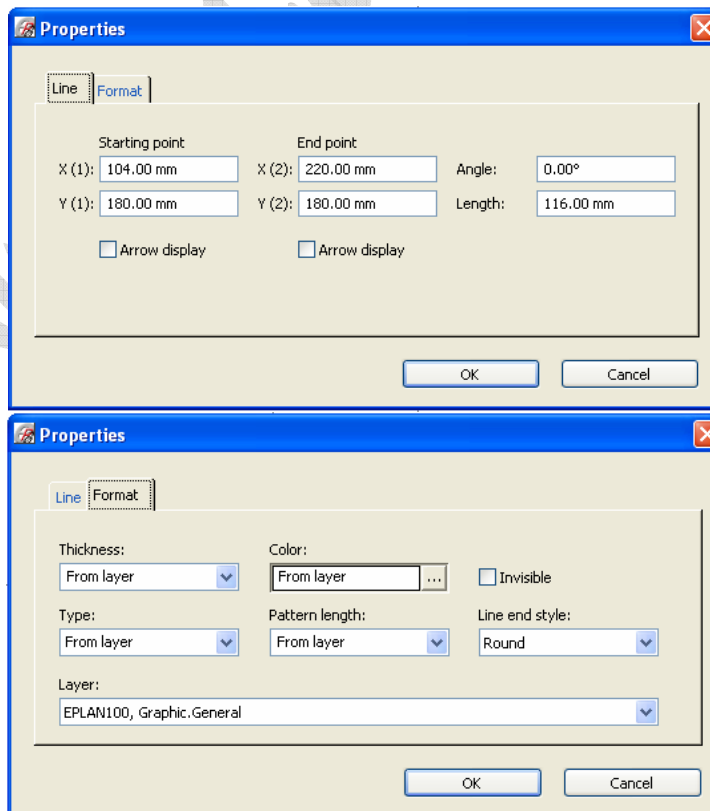 Properties
Line Format
Starting point End point
X (1): 104.00 mm X (2): 220.00 mm Angle: 0.00°
Y (1): 180.00 mm Y (2): 180.00 mm Length: 116.00 mm
Arrow display Arrow display
OK Cancel
Properties
Line Format
Thickness: Color:
From layer From layer ... Invisible
Type: Pattern length: Line end style:
From layer From layer Round
Layer:
EPLAN100, Graphic.General
OK Cancel